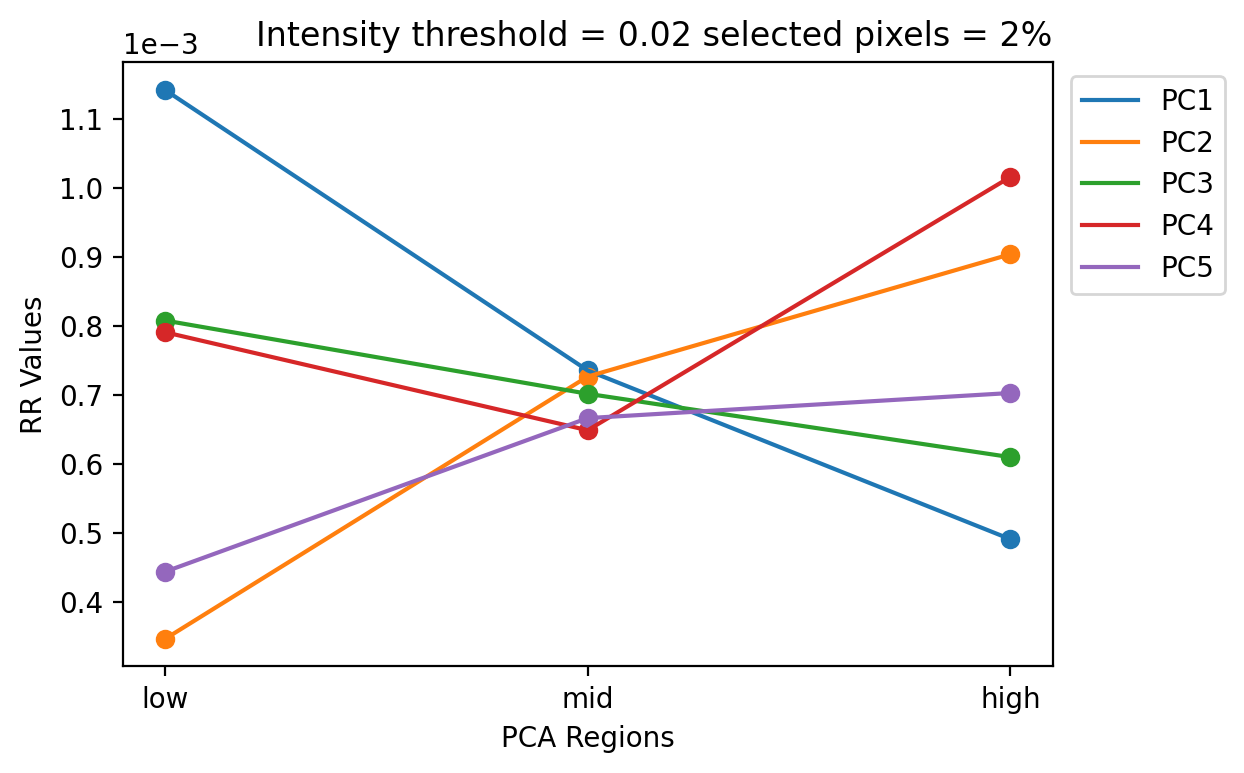 Intensity threshold = 0.02 selected pixels = 2%
1e−3
1.1
1.0
0.9
0.8
0.7
0.6
0.5
0.4
RR Values
low mid high
PCA Regions
PC1
PC2
PC3
PC4
PC5